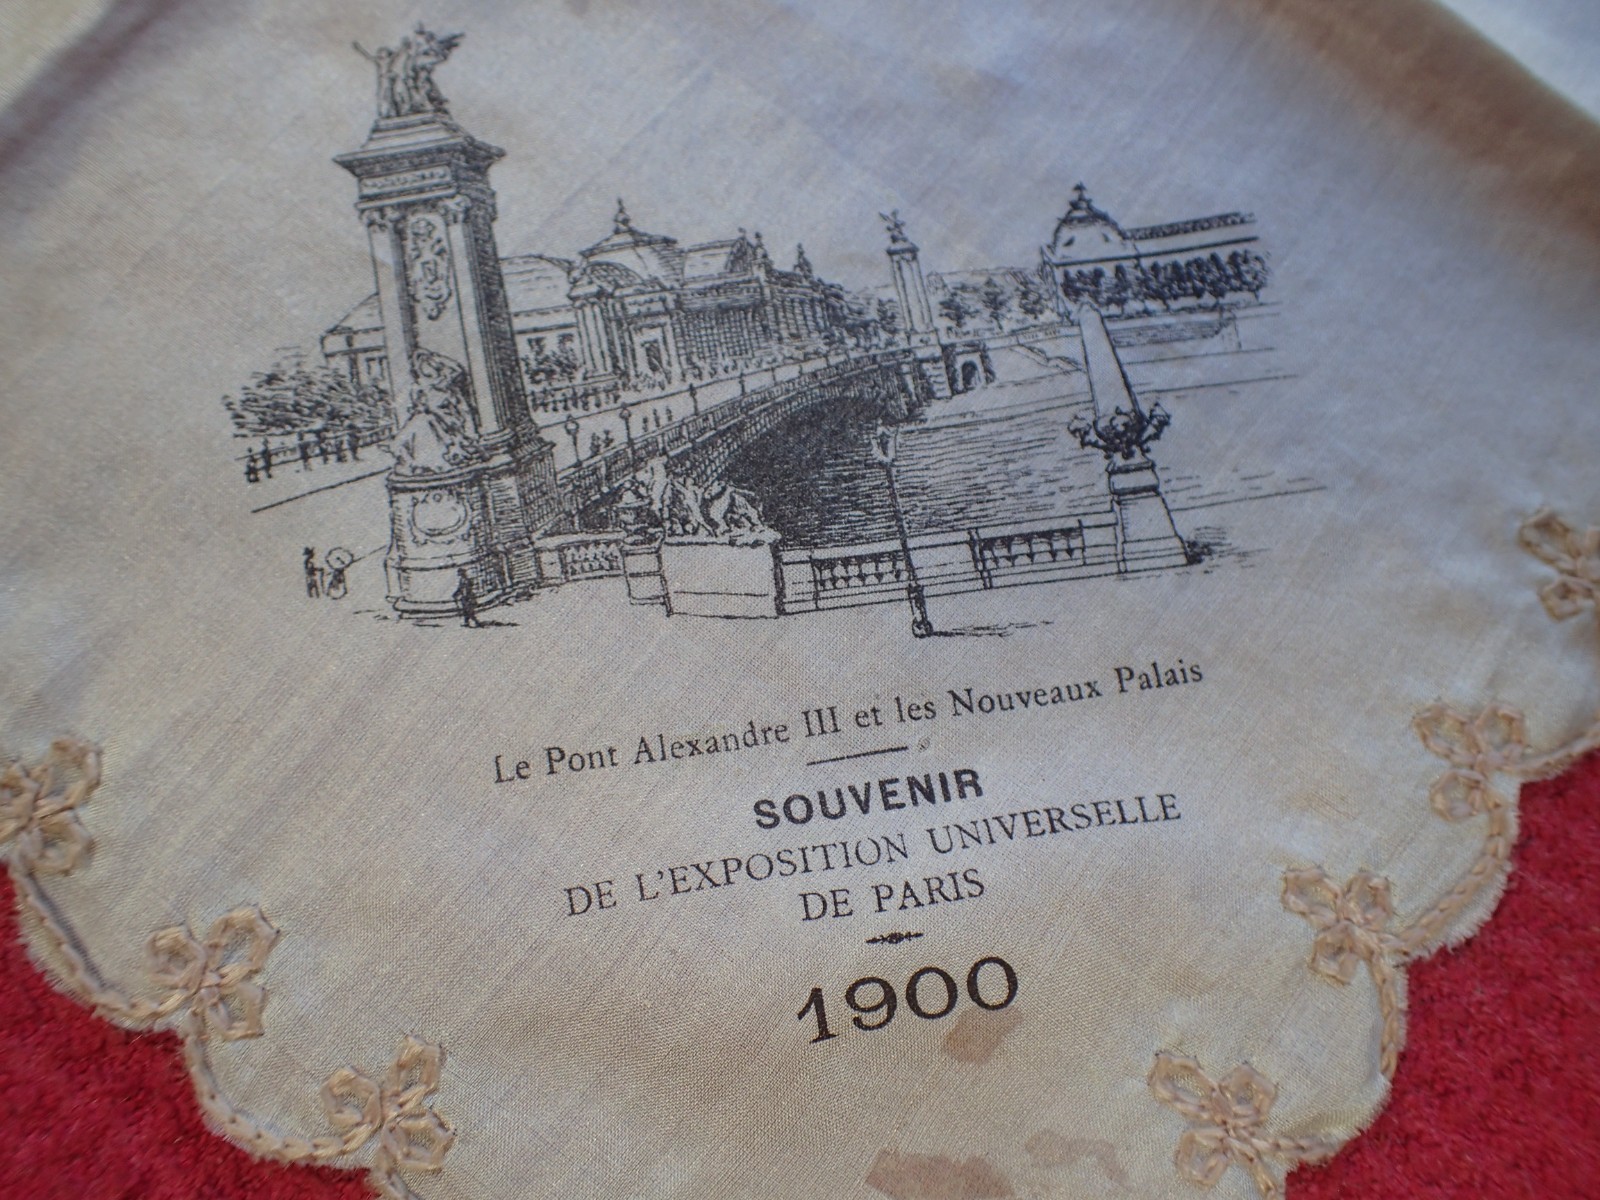 Le Pont Alexandre III et les Nouveaux Palais
SOUVENIR
DE L'EXPOSITION UNIVERSELLE
DE PARIS
1900